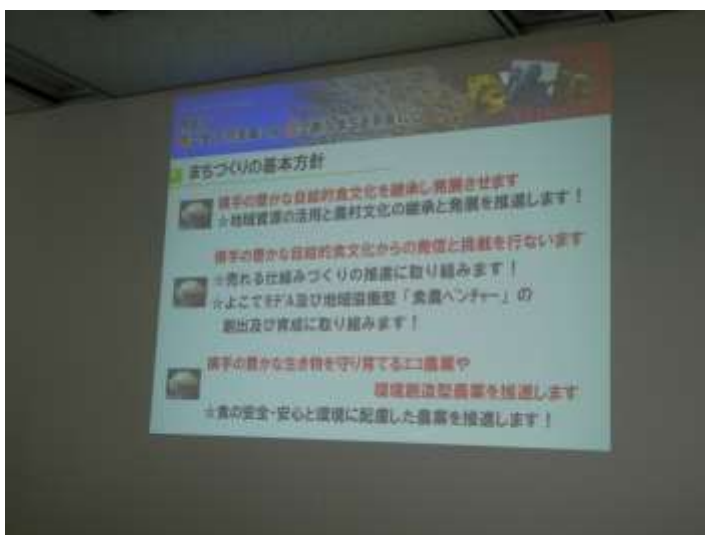 まちづくりの基本方針
横手の豊かな自給的食文化を継承し発展させます
☆地域資源の活用と農村文化の継承と発展を推進します！
横手の豊かな自給的食文化からの発信と挑戦を行ないます
☆売れる仕組みづくりの推進に取り組みます！
☆よこてモデル及び地域協働型「食農ベンチャー」の
創出及び育成に取り組みます！
横手の豊かな生き物を守り育てるエコ農業や
環境創造型農業を推進します
☆食の安全・安心と環境に配慮した農業を推進します！